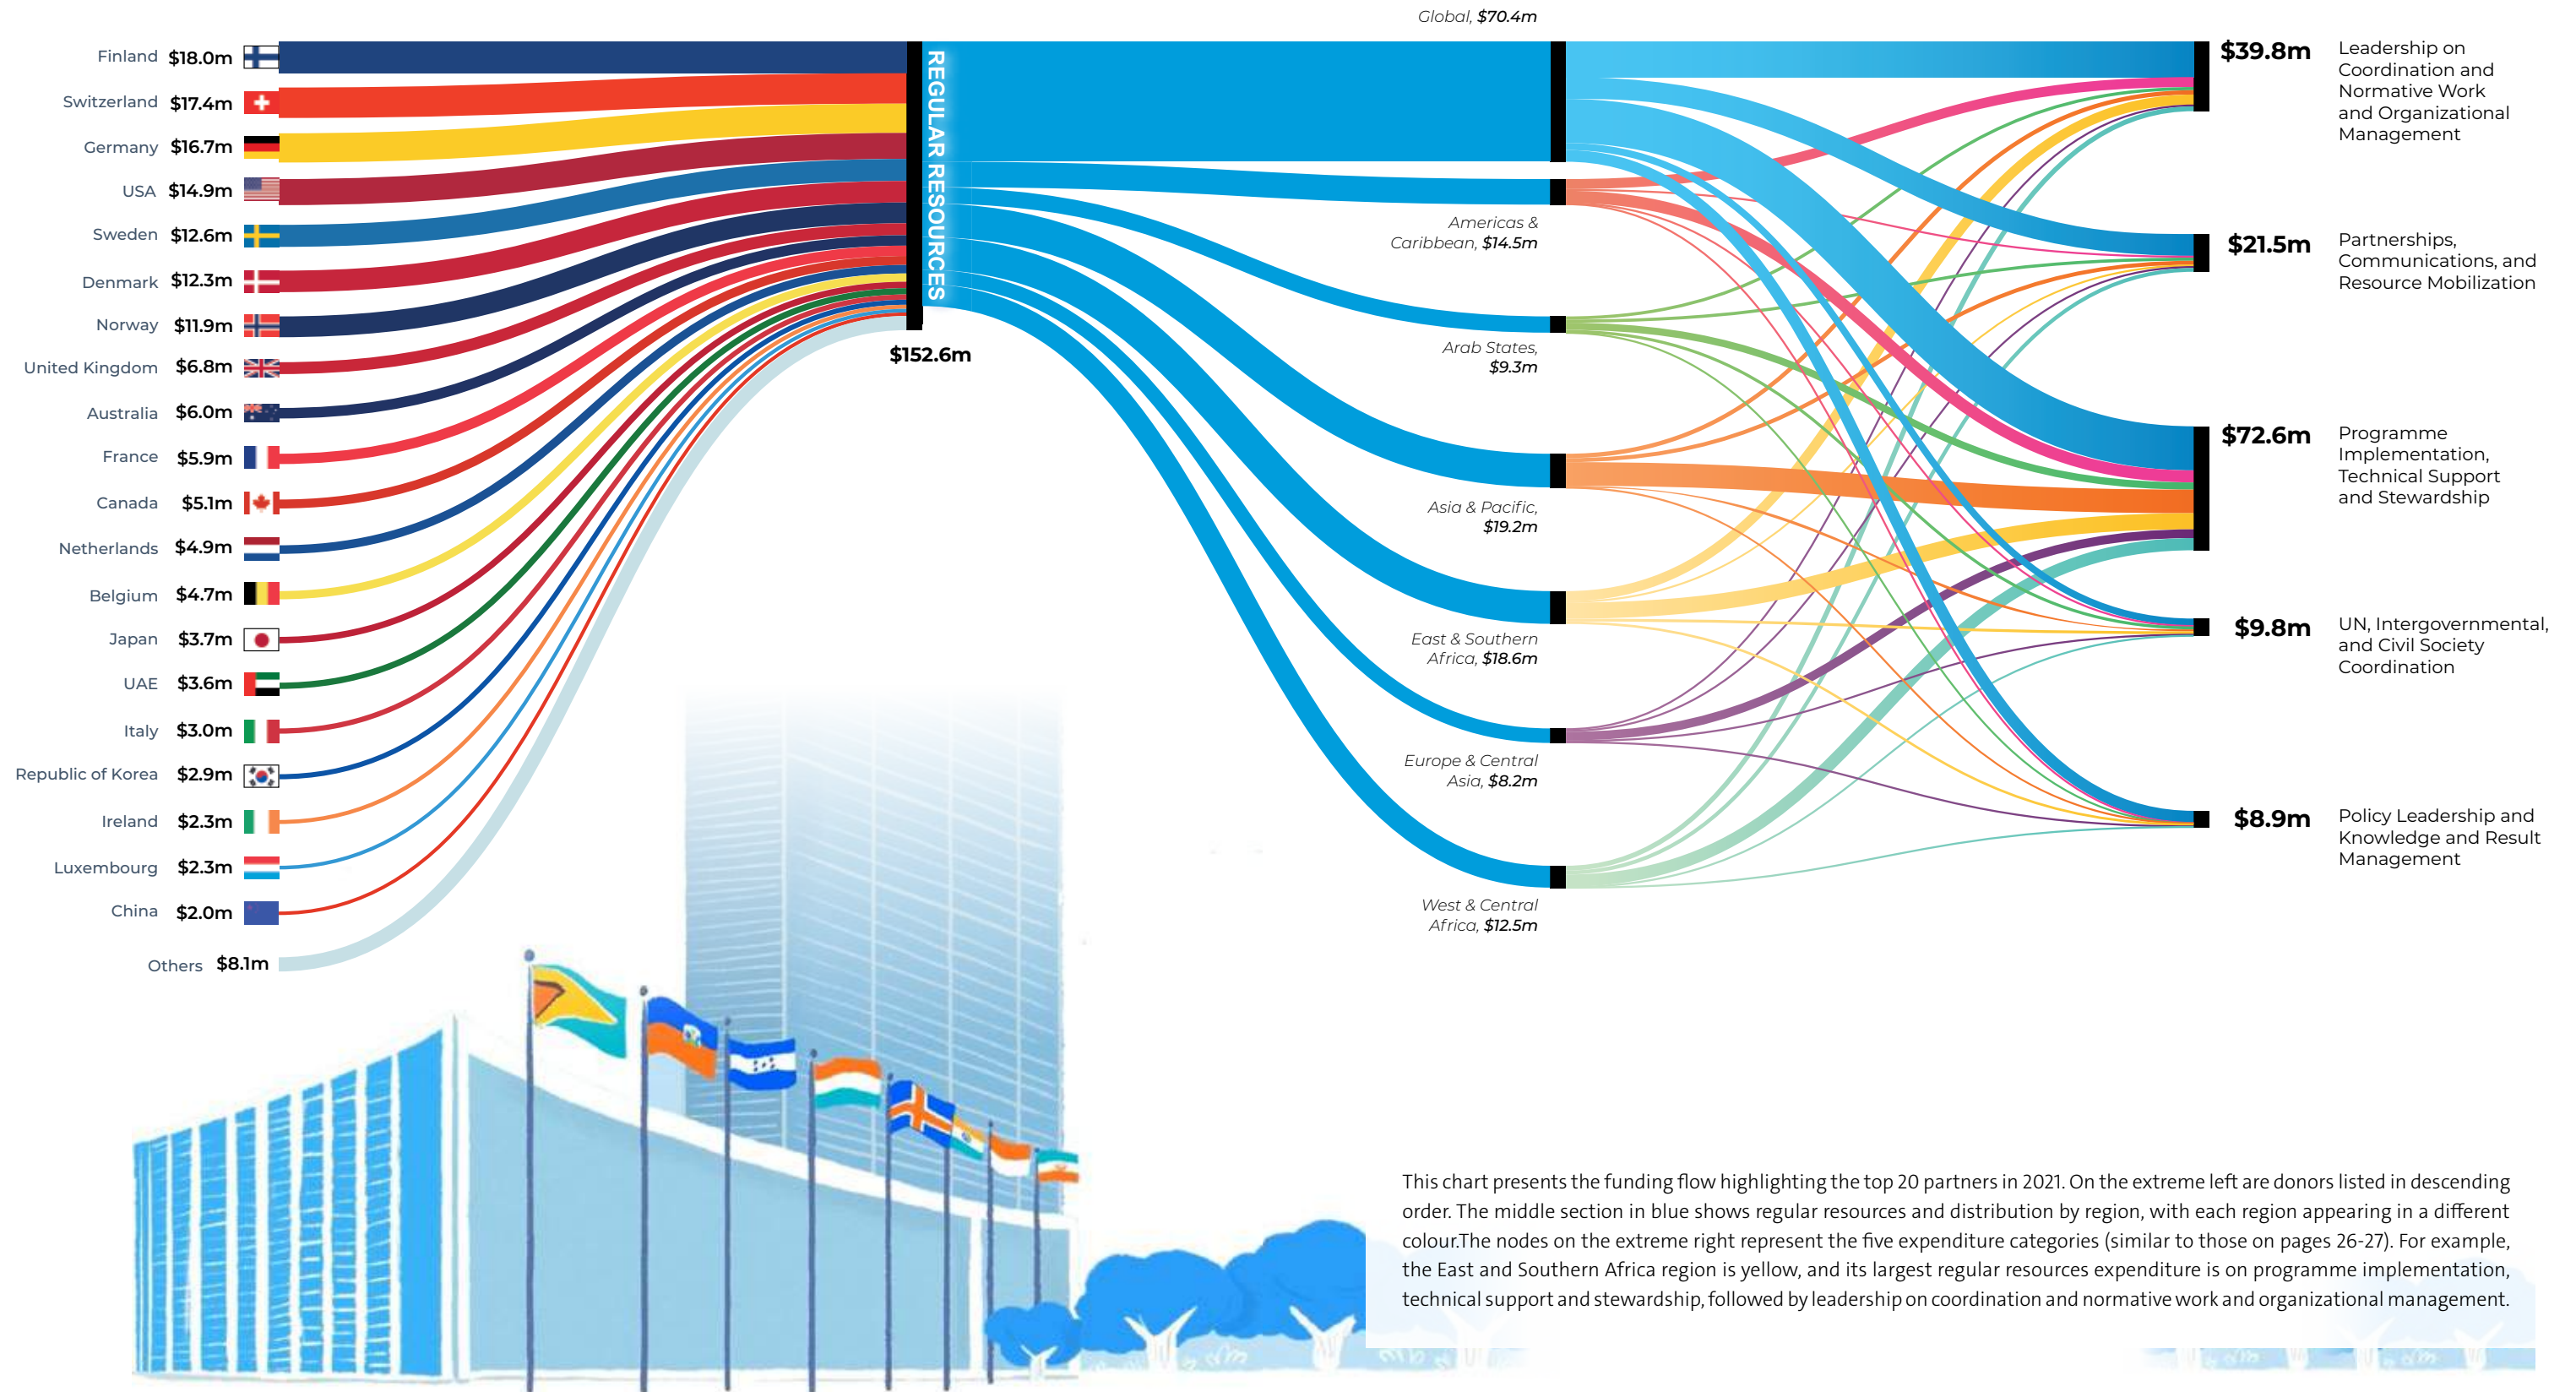 Finland $18.0m
Switzerland $17.4m
Germany $16.7m
USA $14.9m
Sweden $12.6m
Denmark $12.3m
Norway $11.9m
United Kingdom $6.8m
Australia $6.0m
France $5.9m
Canada $5.1m
Netherlands $4.9m
Belgium $4.7m
Japan $3.7m
UAE $3.6m
Italy $3.0m
Republic of Korea $2.9m
Ireland $2.3m
Luxembourg $2.3m
China $2.0m
Others $8.1m
REGULAR RESOURCES
$152.6m
Global, $70.4m
Americas &
Caribbean, $14.5m
Arab States,
$9.3m
Asia & Pacific,
$19.2m
East & Southern
Africa, $18.6m
Europe & Central
Asia, $8.2m
West & Central
Africa, $12.5m
$39.8m
Leadership on
Coordination and
Normative Work
and Organizational
Management
$21.5m
Partnerships,
Communications, and
Resource Mobilization
$72.6m
Programme
Implementation,
Technical Support
and Stewardship
$9.8m
UN, Intergovernmental,
and Civil Society
Coordination
$8.9m
Policy Leadership and
Knowledge and Result
Management
This chart presents the funding flow highlighting the top 20 partners in 2021. On the extreme left are donors listed in descending
order. The middle section in blue shows regular resources and distribution by region, with each region appearing in a different
colour.The nodes on the extreme right represent the five expenditure categories (similar to those on pages 26-27). For example,
the East and Southern Africa region is yellow, and its largest regular resources expenditure is on programme implementation,
technical support and stewardship, followed by leadership on coordination and normative work and organizational management.